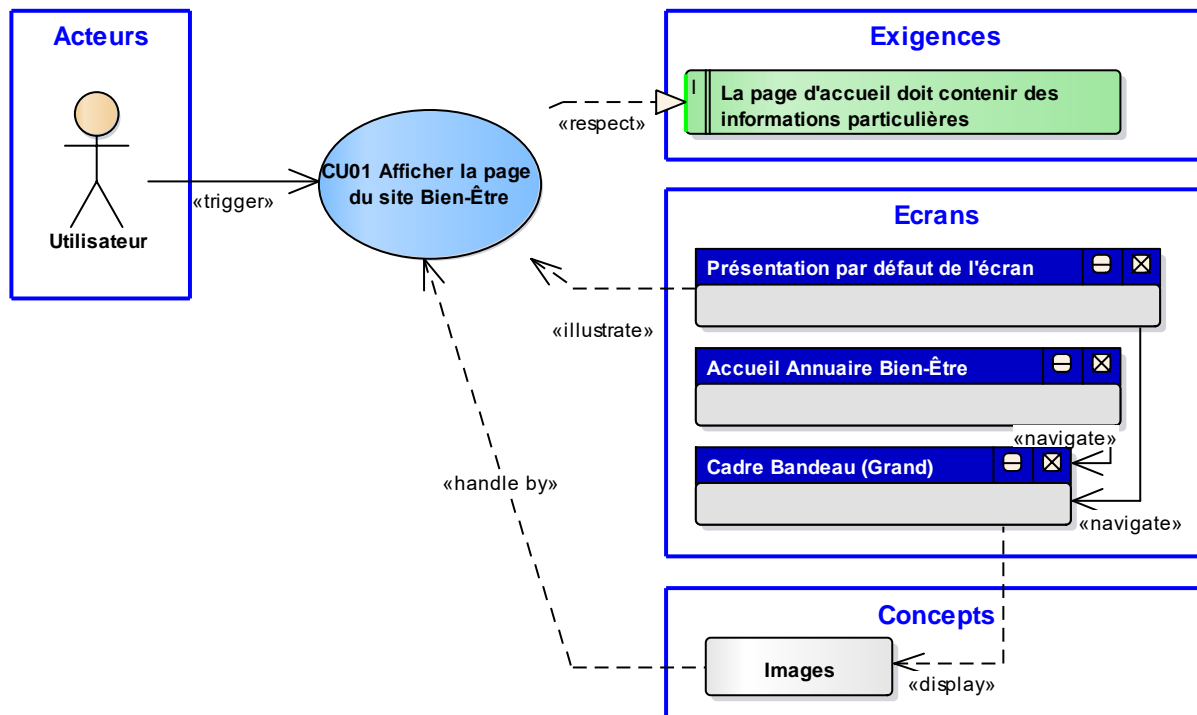 Acteurs
Utilisateur
«trigger»
CU01 Afficher la page
du site Bien-Être
«respect»
Exigences
I
La page d'accueil doit contenir des
informations particulières
Ecrans
Présentation par défaut de l'écran
«illustrate»
Accueil Annuaire Bien-Être
«navigate»
Cadre Bandeau (Grand)
«navigate»
«handle by»
Concepts
Images
«display»